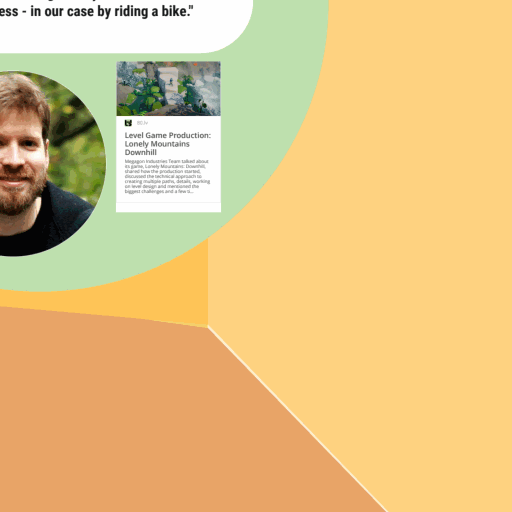 ess - in our case by riding a bike."
80.lv
Level Game Production:
Lonely Mountains
Downhill
Megagon Industries Team talked about
its game, Lonely Mountains: Downhill,
shared how the production started,
discussed the technical approach to
creating multiple paths, details, working
on level design and mentioned the
biggest challenges and a few o...